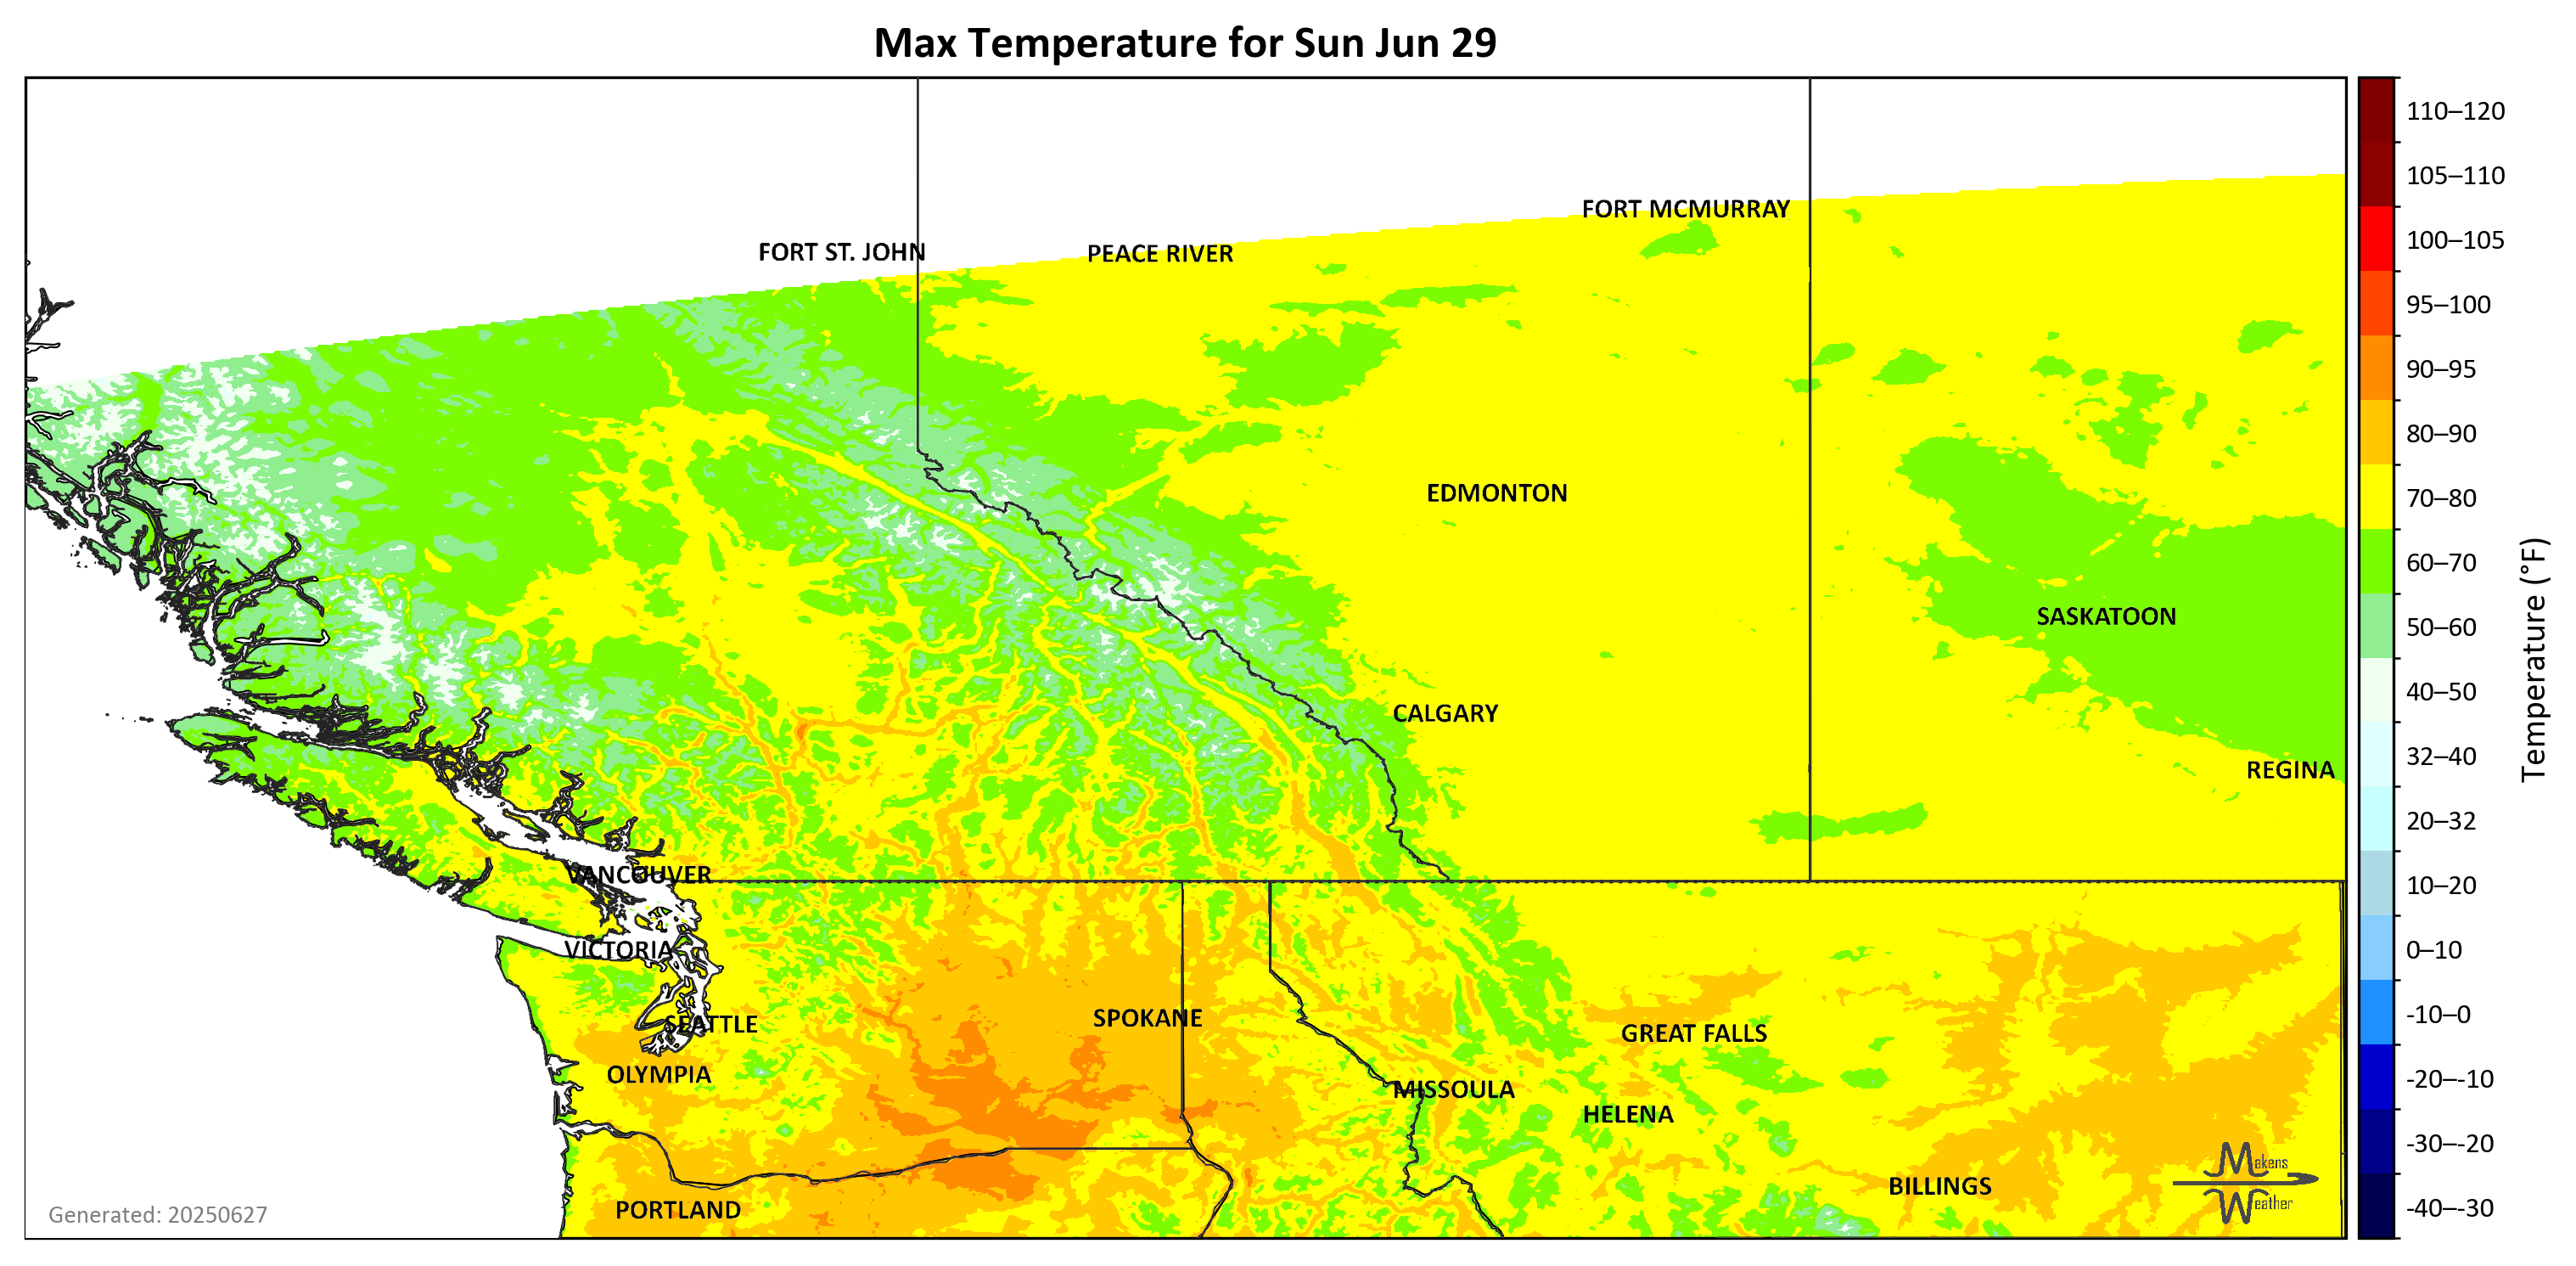 Max Temperature for Sun Jun 29
FORT MCMURRAY
FORT ST. JOHN
PEACE RIVER
EDMONTON
SASKATOON
CALGARY
REGINA
VANCOUVER
VICTORIA
SEATTLE
SPOKANE
GREAT FALLS
OLYMPIA
MISSOULA
HELENA
BILLINGS
PORTLAND
Makens
Weather
Generated: 20250627
110–120
105–110
100–105
95–100
90–95
80–90
70–80
60–70
50–60
40–50
32–40
20–32
10–20
0–10
-10–0
-20–-10
-30–-20
-40–-30
Temperature (°F)